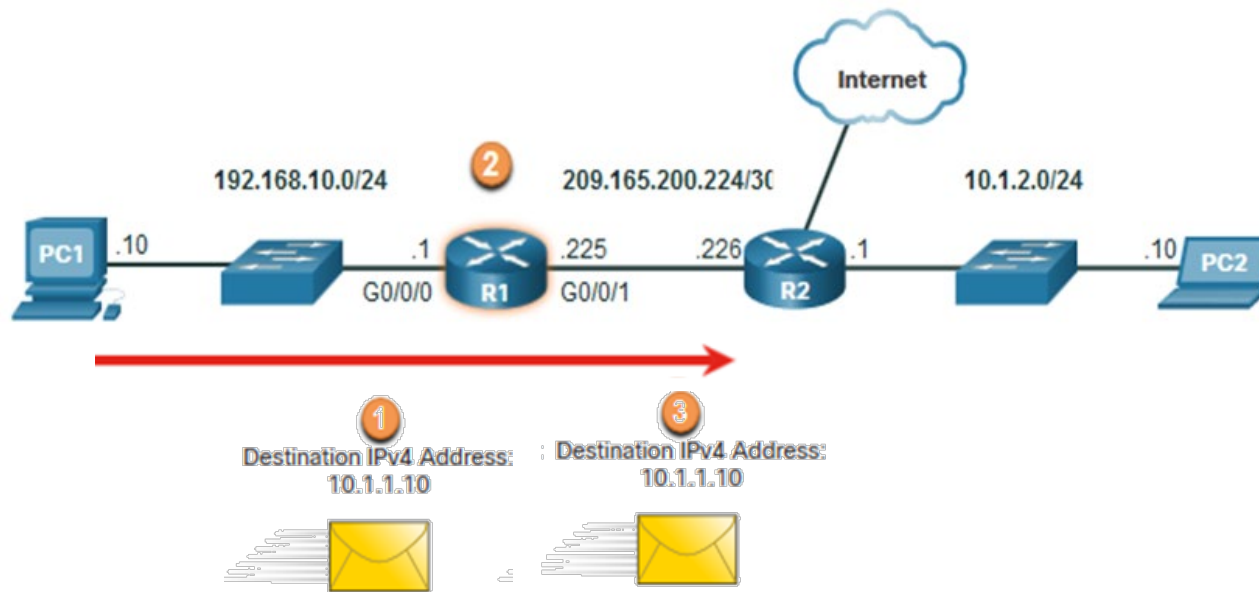 Internet
2
192.168.10.0/24
209.165.200.224/30
10.1.2.0/24
PC1
.10
.1
.225
.226
.1
.10
PC2
G0/0/0
R1
G0/0/1
R2
1
3
Destination IPv4 Address:
10.1.1.10
: Destination IPv4 Address:
10.1.1.10